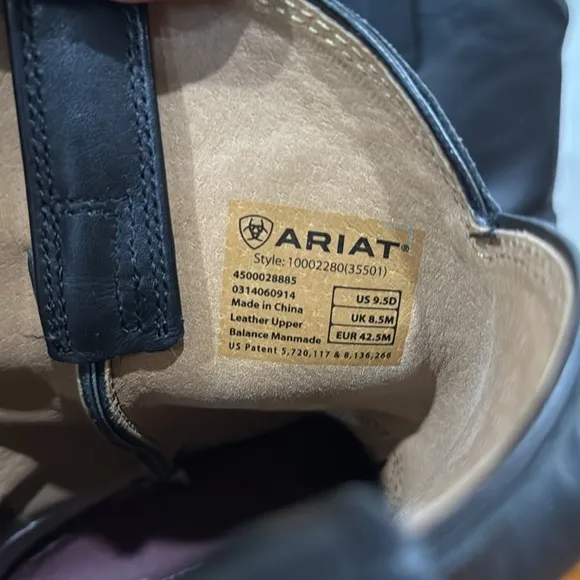 ARIAT®
Style: 10002280(35501)
4500028885
0314060914
Made in China
Leather Upper
Balance Manmade
US 9.5D
UK 8.5M
EUR 42.5M
US Patent 5,720,117 & 8,136,266